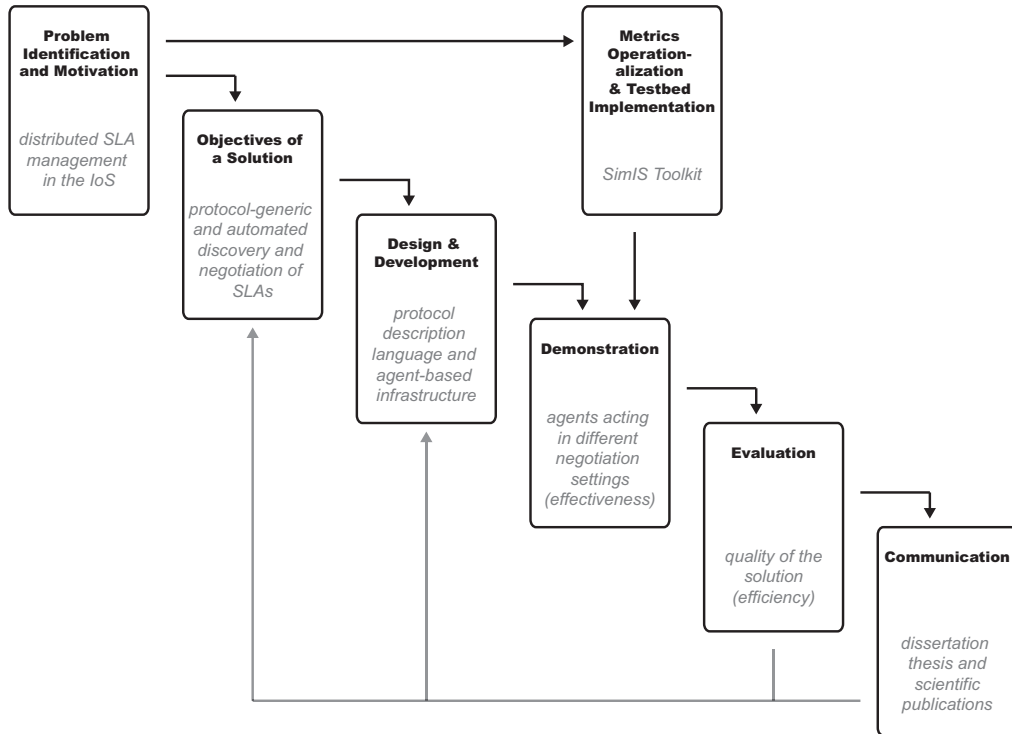 Problem
Identification
and Motivation
distributed SLA
management
in the IoS
Metrics
Operation-
alization
& Testbed
Implementation
SimIS Toolkit
Objectives of
a Solution
protocol-generic
and automated
discovery and
negotiation of
SLAs
Design &
Development
protocol
description
language and
agent-based
infrastructure
Demonstration
agents acting
in different
negotiation
settings
(effectiveness)
Evaluation
quality of the
solution
(efficiency)
Communication
dissertation
thesis and
scientific
publications